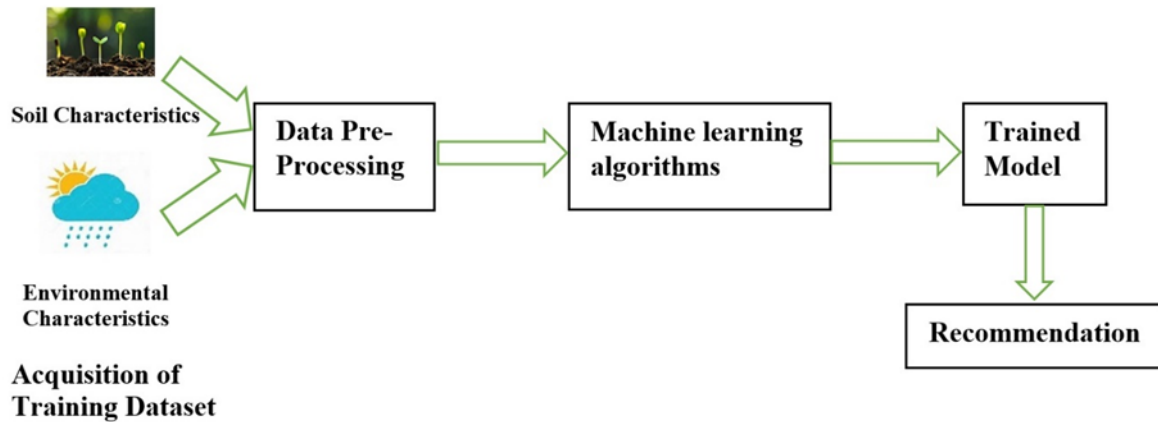 Soil Characteristics
Environmental
Characteristics
Acquisition of
Training Dataset
Data Pre-
Processing
Machine learning
algorithms
Trained
Model
Recommendation